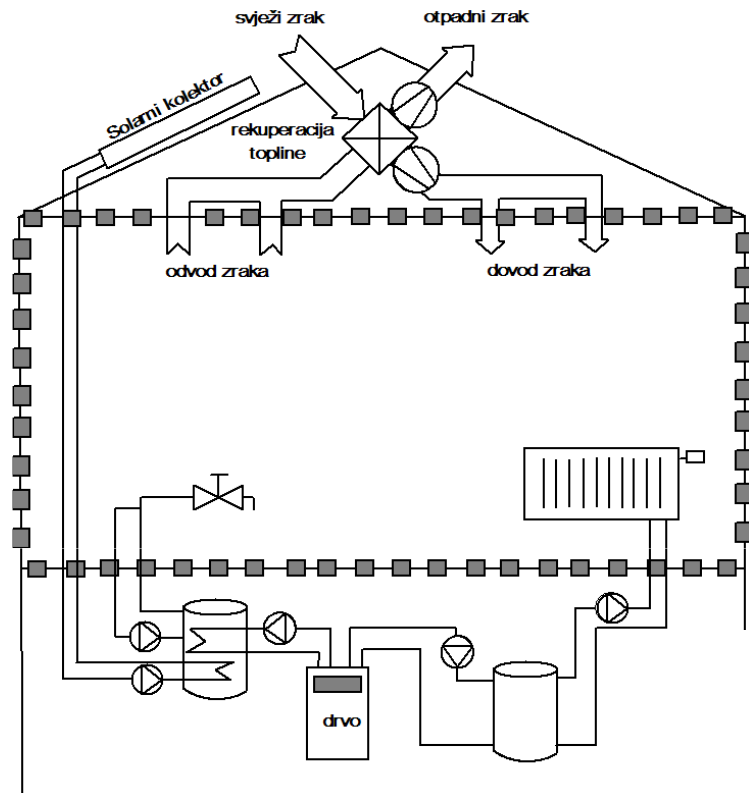 svježi zrak
otpadni zrak
Solarni kolektor
rekuperacija
topline
odvod zraka
dovod zraka
drvo